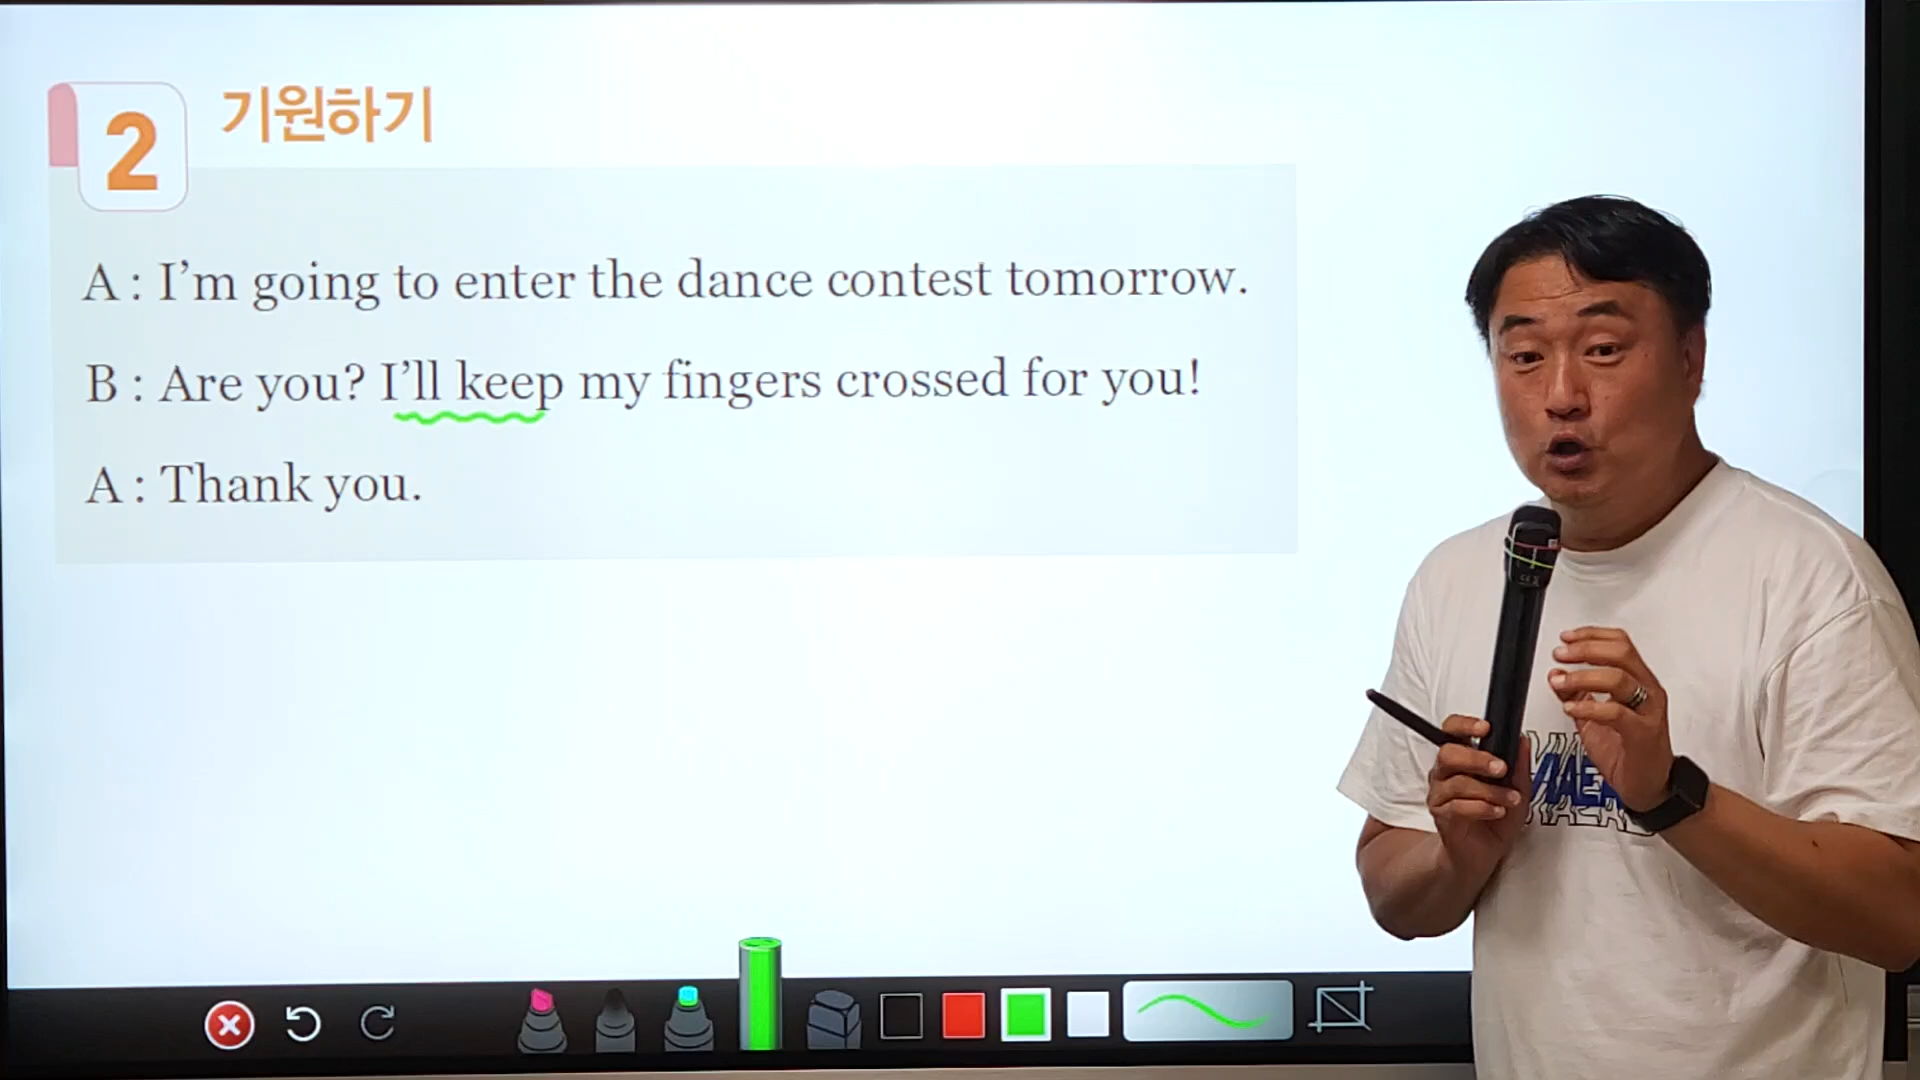 2 기원하기
A : I’m going to enter the dance contest tomorrow.
B : Are you? I’ll keep my fingers crossed for you!
A : Thank you.